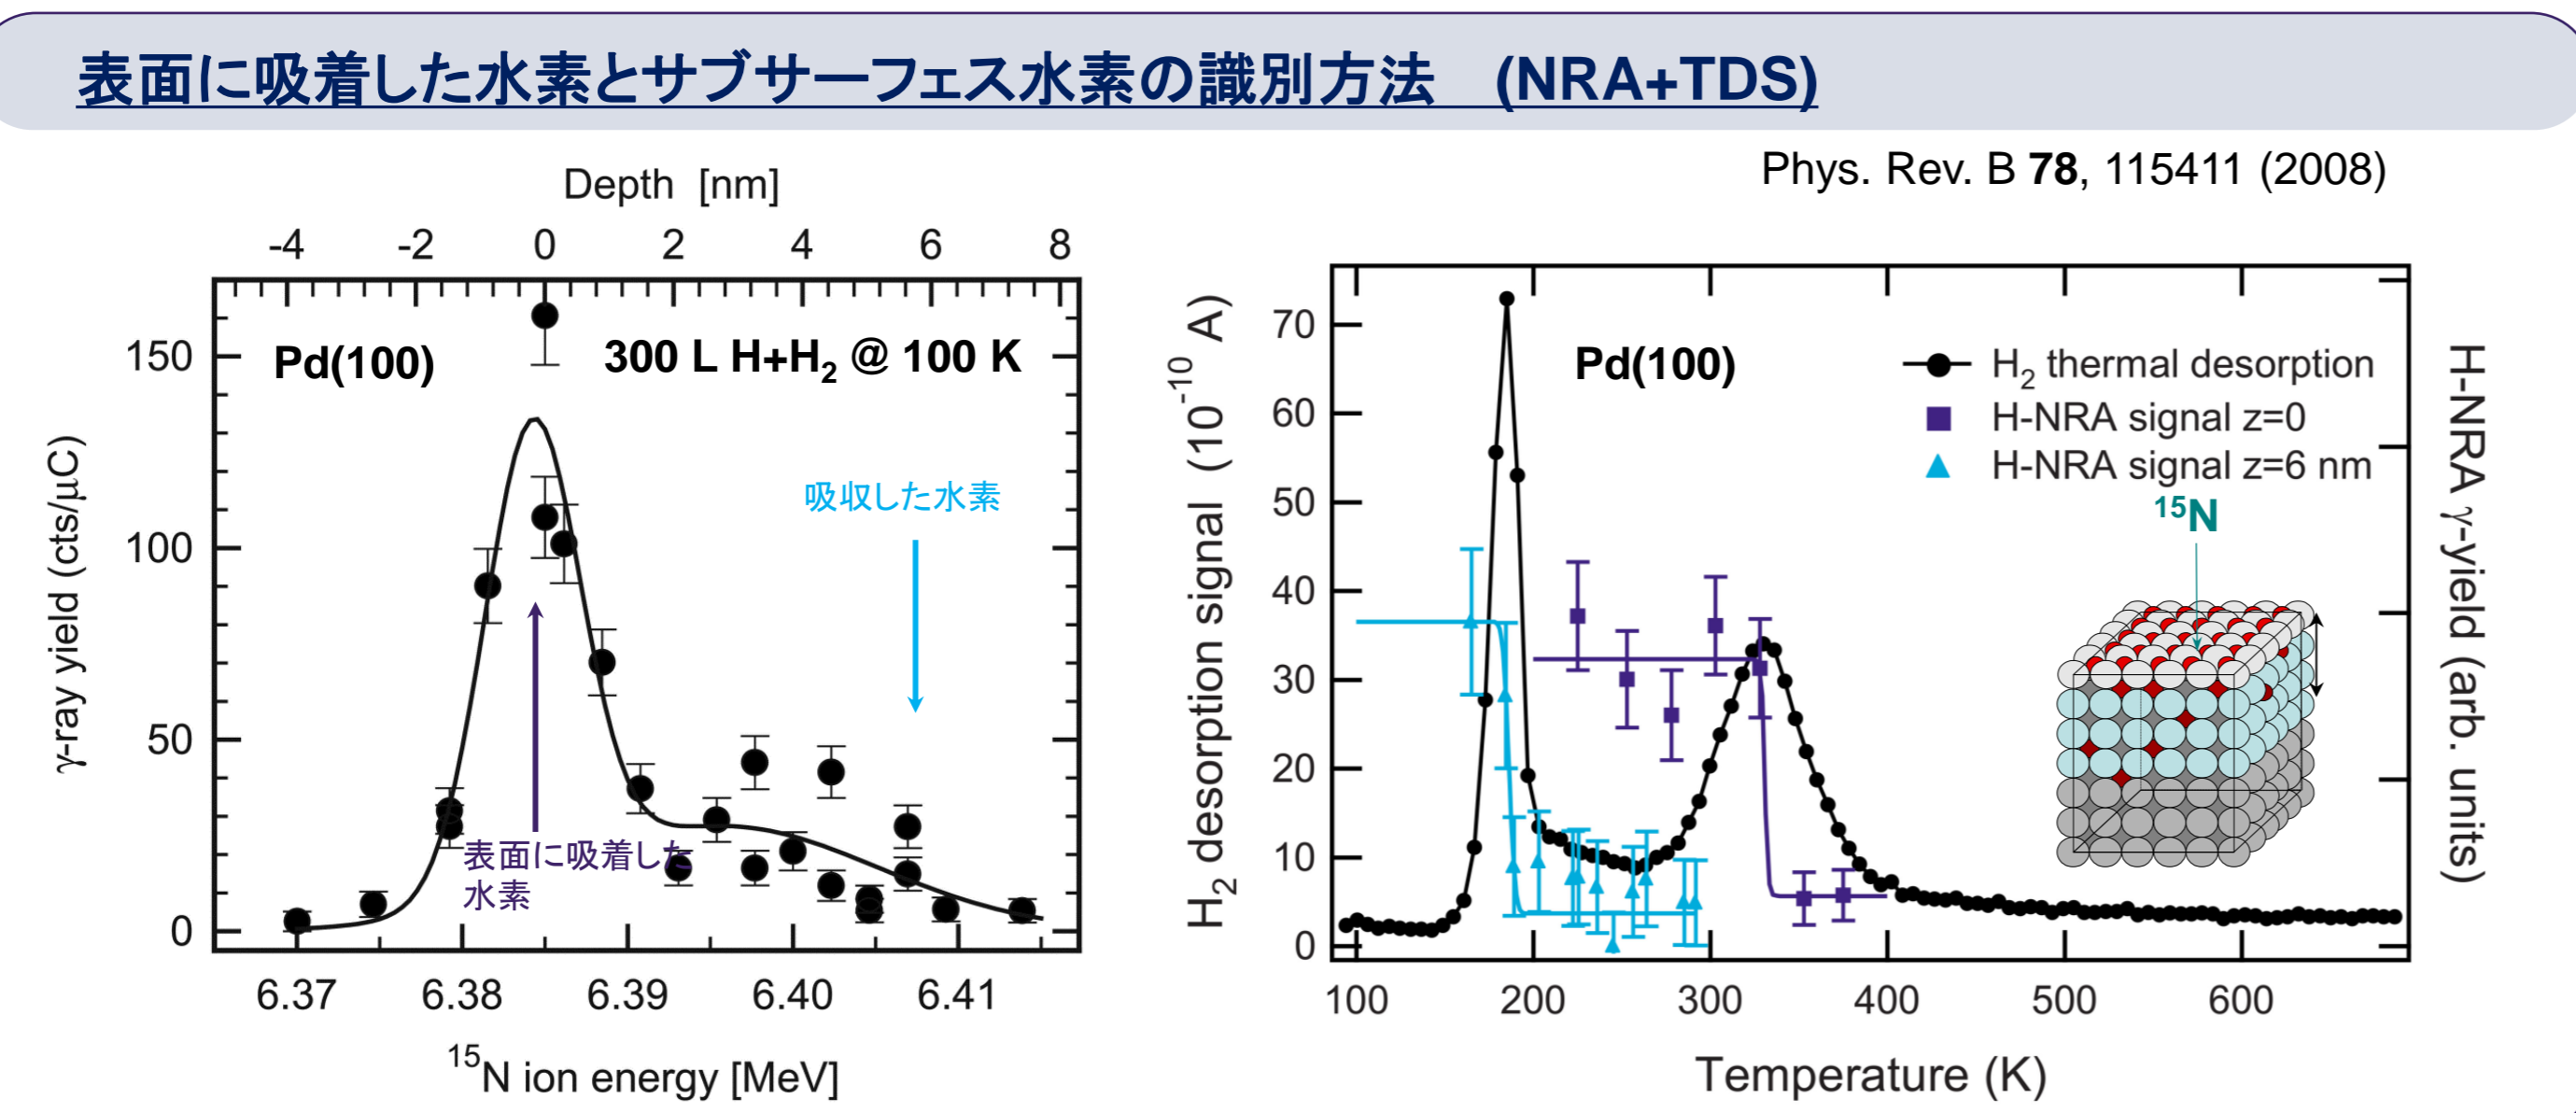 表面に吸着した水素とサブサーフェス水素の識別方法　(NRA+TDS)
Phys. Rev. B 78, 115411 (2008)
Depth [nm]
-4 -2 0 2 4 6 8
Pd(100)
300 L H+H₂ @ 100 K
吸収した水素
表面に吸着した
水素
γ-ray yield (cts/μC)
150
100
50
0
6.37 6.38 6.39 6.40 6.41
¹⁵N ion energy [MeV]
H₂ desorption signal (10⁻¹⁰ A)
70
60
50
40
30
20
10
0
Pd(100)
H₂ thermal desorption
H-NRA signal z=0
H-NRA signal z=6 nm
¹⁵N
H-NRA γ-yield (arb. units)
100 200 300 400 500 600
Temperature (K)